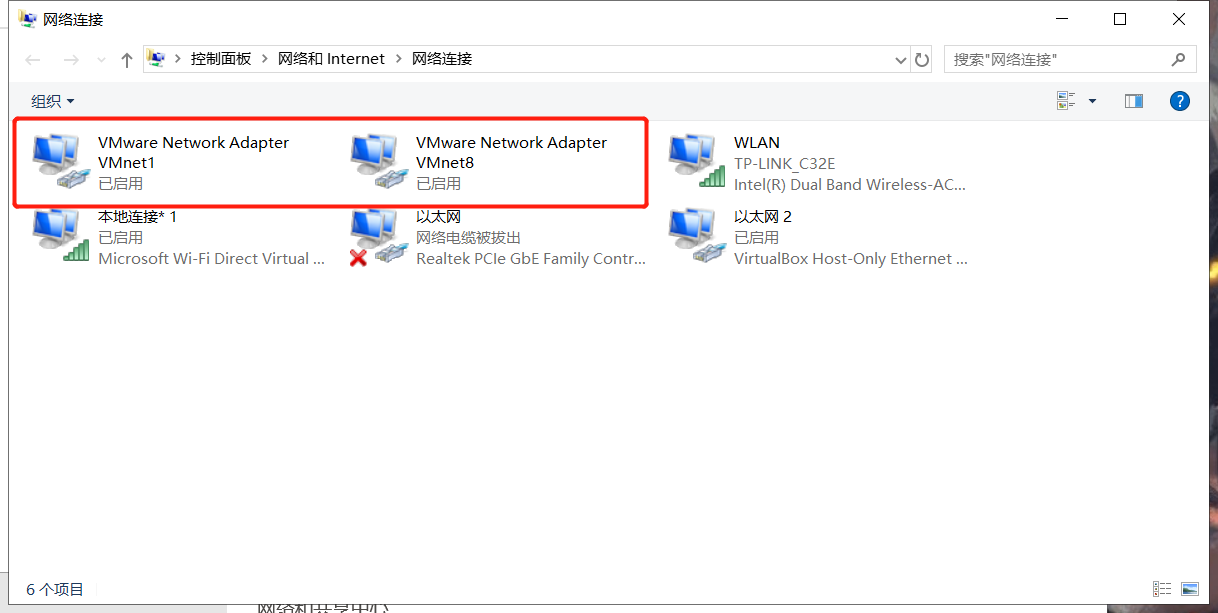 网络连接
控制面板 > 网络和 Internet > 网络连接
搜索"网络连接"
组织
VMware Network Adapter
VMnet1
已启用
VMware Network Adapter
VMnet8
已启用
WLAN
TP-LINK_C32E
Intel(R) Dual Band Wireless-AC...
本地连接* 1
已启用
Microsoft Wi-Fi Direct Virtual ...
以太网
网络电缆被拔出
Realtek PCIe GbE Family Contr...
以太网 2
已启用
VirtualBox Host-Only Ethernet ...
6 个项目
网络和共享中心